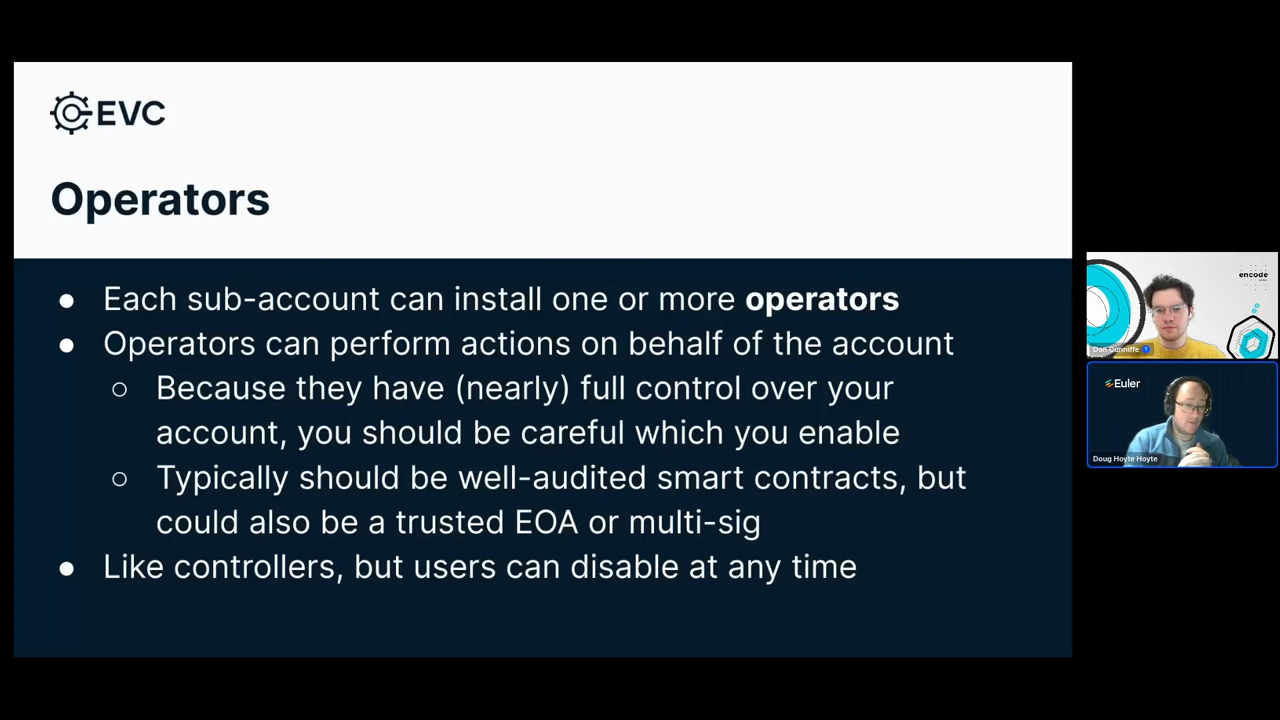 EVC
Operators
● Each sub-account can install one or more operators
● Operators can perform actions on behalf of the account
○ Because they have (nearly) full control over your
account, you should be careful which you enable
○ Typically should be well-audited smart contracts, but
could also be a trusted EOA or multi-sig
● Like controllers, but users can disable at any time
encode
Dan Cunniffe
Euler
Doug Hoyte Hoyte